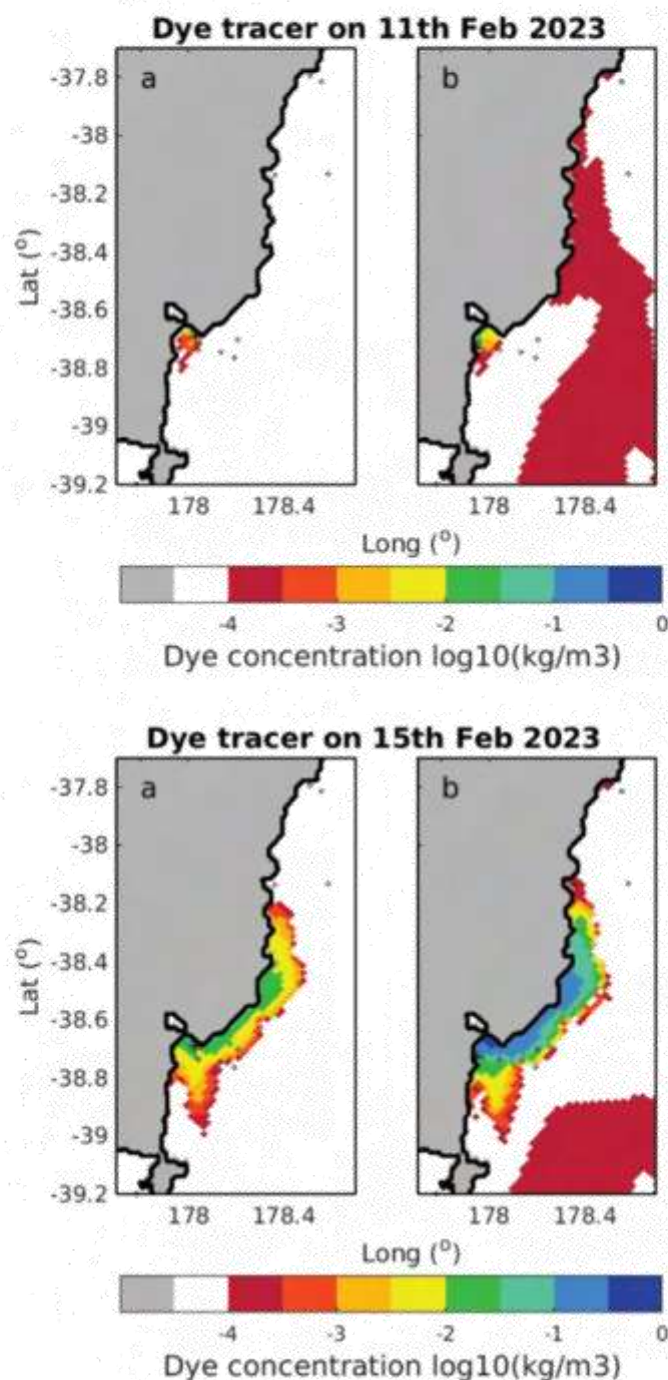 Dye tracer on 11th Feb 2023
a
b
-37.8
-38
-38.2
-38.4
-38.6
-38.8
-39
-39.2
Lat (°)
178 178.4 178 178.4
Long (°)
-4 -3 -2 -1 0
Dye concentration log10(kg/m3)
Dye tracer on 15th Feb 2023
a
b
-37.8
-38
-38.2
-38.4
-38.6
-38.8
-39
-39.2
Lat (°)
178 178.4 178 178.4
Long (°)
-4 -3 -2 -1 0
Dye concentration log10(kg/m3)